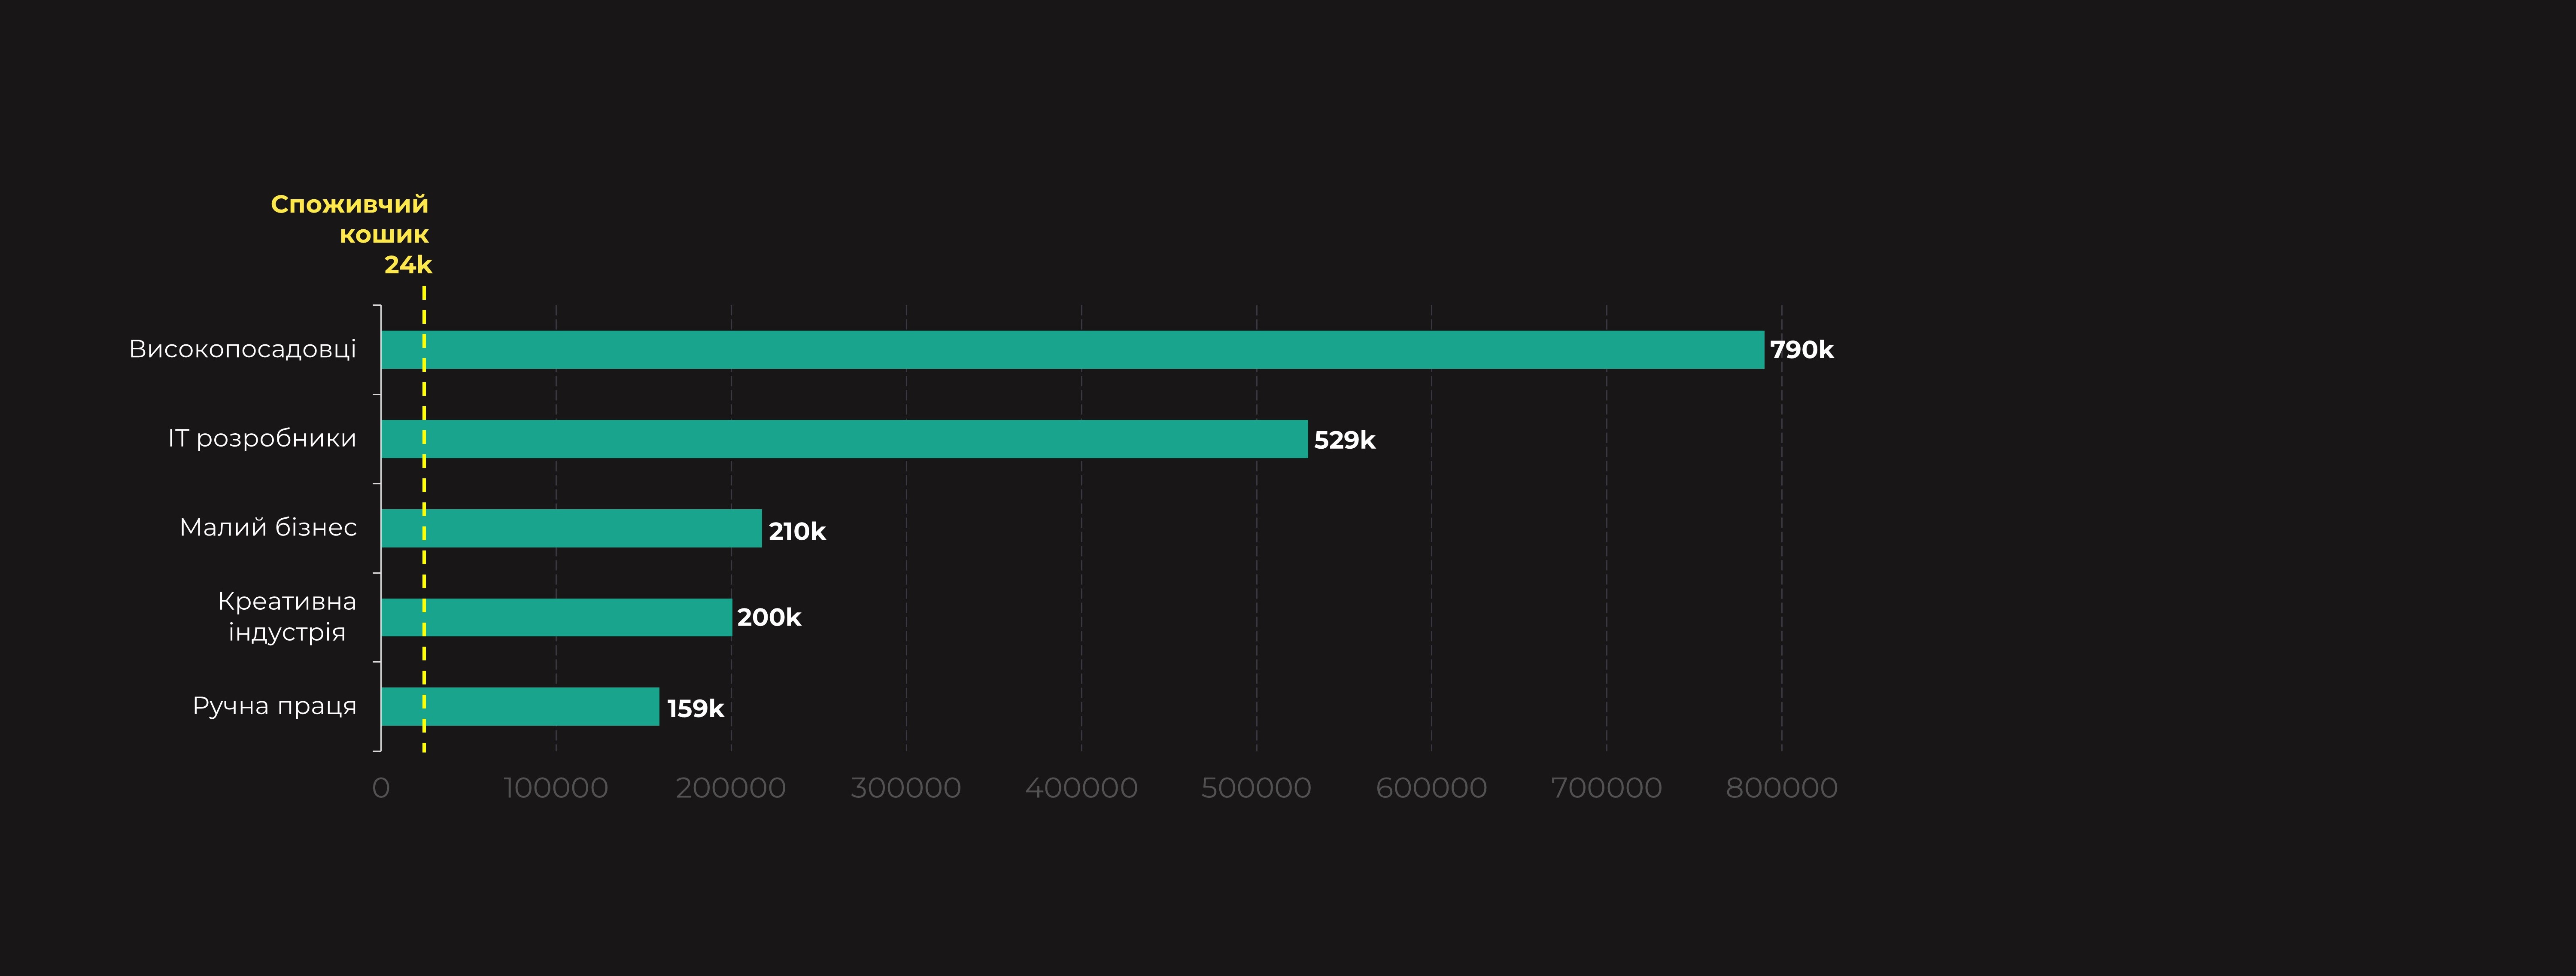 Споживчий
кошик
24k
Високопосадовці
790k
ІТ розробники
529k
Малий бізнес
210k
Креативна
індустрія
200k
Ручна праця
159k
0 100000 200000 300000 400000 500000 600000 700000 800000